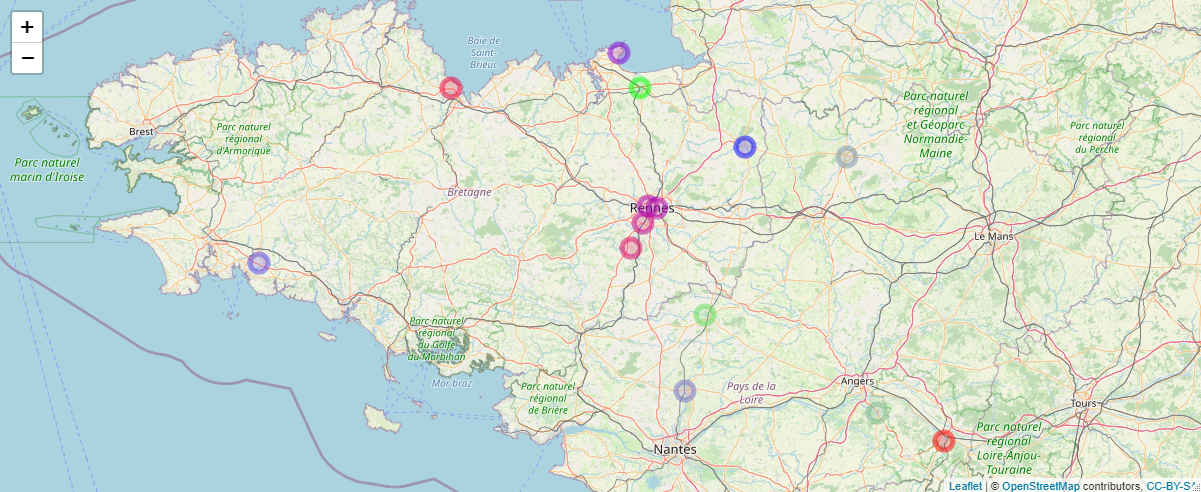 +
−
Baie de
Saint-
Brieuc
Brest
Parc naturel
régional
d'Armorique
Parc naturel
marin d'Iroise
Bretagne
Rennes
Parc naturel
régional
et Géoparc
Normandie-
Maine
Parc naturel
régional
du Perche
Le Mans
Parc naturel
régional
du Golfe
du Morbihan
Mor braz
Parc naturel
régional
de Brière
Pays de la
Loire
Angers
Tours
Nantes
Parc naturel
régional
Loire-Anjou-
Touraine
Leaflet | © OpenStreetMap contributors, CC-BY-SA